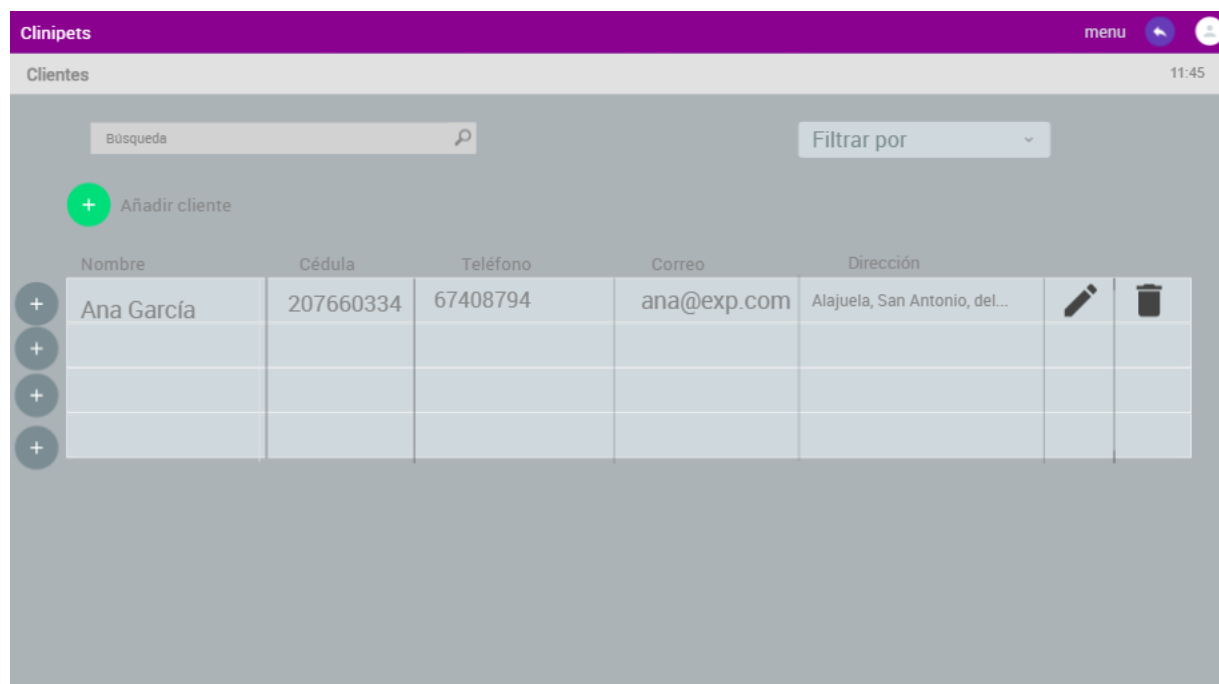 Clinipets menu
Clientes 11:45
Búsqueda Filtrar por
+ Añadir cliente
Nombre Cédula Teléfono Correo Dirección
+ Ana García 207660334 67408794 ana@exp.com Alajuela, San Antonio, del...
+
+
+